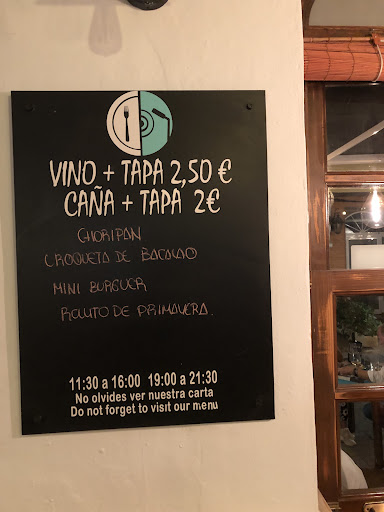 VINO + TAPA 2,50 €
CAÑA + TAPA 2€
CHORIPAN
CROQUETA DE BACALAO
MINI BURGUER
ROLLITO DE PRIMAVERA.
11:30 a 16:00 19:00 a 21:30
No olvides ver nuestra carta
Do not forget to visit our menu